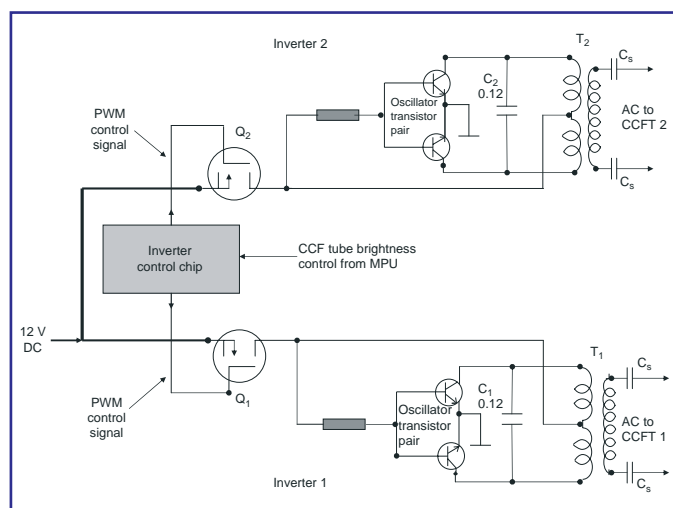 Inverter 2
T2
Cs
PWM
control
signal
Q2
Oscillator
transistor
pair
C2
0.12
AC to
CCFT 2
Cs
Inverter
control chip
CCF tube brightness
control from MPU
12 V
DC
PWM
control
signal
Q1
Oscillator
transistor
pair
C1
0.12
T1
Cs
AC to
CCFT 1
Cs
Inverter 1